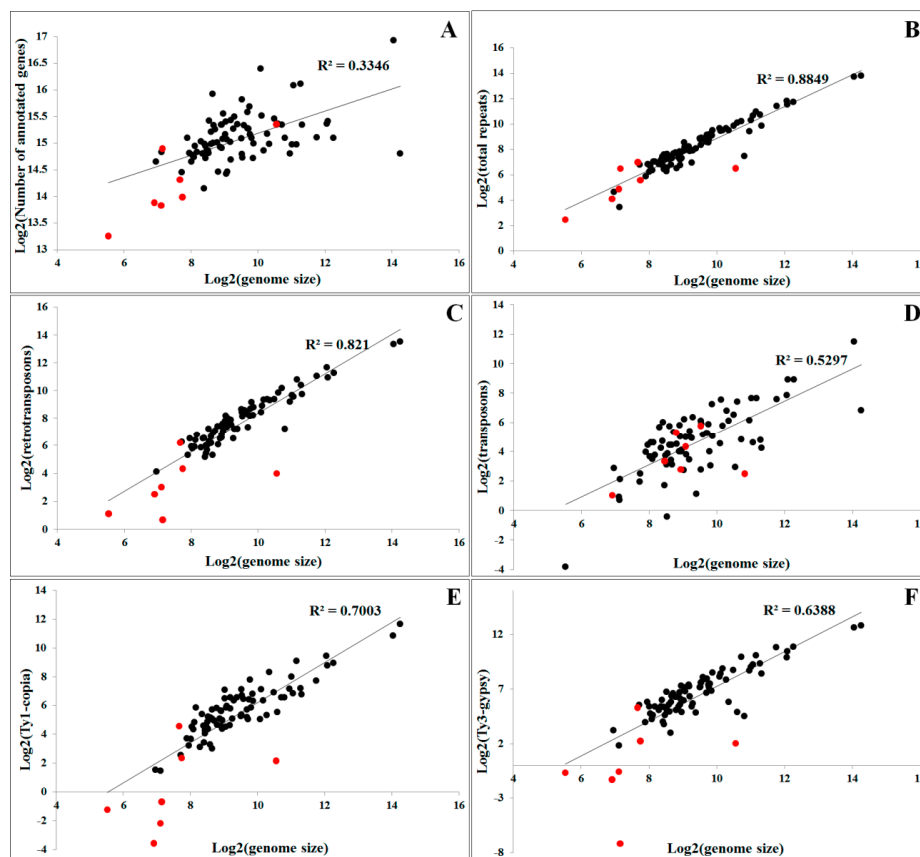 A
Log2(Number of annotated genes)
17
16.5
16
15.5
15
14.5
14
13.5
13
R² = 0.3346
4 6 8 10 12 14 16
Log2(genome size)
B
Log2(total repeats)
16
14
12
10
8
6
4
2
0
R² = 0.8849
4 6 8 10 12 14 16
Log2(genome size)
C
Log2(retnotransposons)
16
14
12
10
8
6
4
2
0
R² = 0.821
4 6 8 10 12 14 16
Log2(genome size)
D
Log2(transposons)
14
12
10
8
6
4
2
0
-2
-4
R² = 0.5297
4 6 8 10 12 14 16
Log2(genome size)
E
Log2(Ty1-copia)
14
12
10
8
6
4
2
0
-2
-4
R² = 0.7003
4 6 8 10 12 14 16
Log2(genome size)
F
Log2(Ty3-gypsy)
12
7
2
-3
-8
R² = 0.6388
4 6 8 10 12 14 16
Log2(genome size)